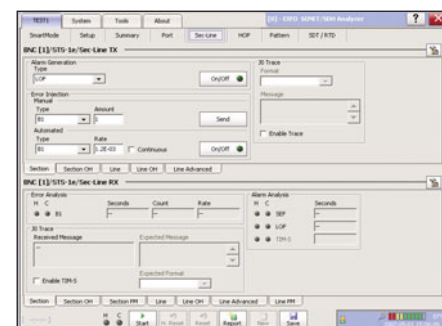 TEST1 System Tools About [X] - EXFO SONET/SDH Analyzer ? X
SmartMode Setup Summary Port Sec-Line HOP Pattern SDT / RTD
BNC [1]/STS-1e/Sec-Line TX
Alarm Generation
Type
LOF On/Off
Error Injection
Manual
Type Amount
B1 1 Send
Automated
Type Rate
B1 1.2E-03 Continuous On/Off
J0 Trace
Format
Message
Enable Trace
Section Section OH Line Line OH Line Advanced
BNC [1]/STS-1e/Sec-Line RX
Error Analysis
H C Seconds Count Rate
B1 -- -- --
J0 Trace
Received Message Expected Message
--
Enable TIM-S Expected Format
Alarm Analysis
H C Seconds
SEF --
LOF --
TIM-S
Section Section OH Section PM Line Line OH Line Advanced Line PM
H C Start H. Reset Reset Report New Save